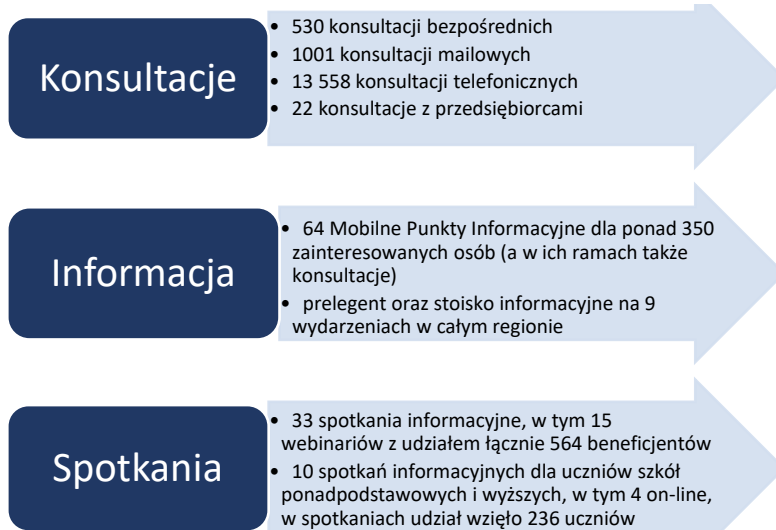 Konsultacje
• 530 konsultacji bezpośrednich
• 1001 konsultacji mailowych
• 13 558 konsultacji telefonicznych
• 22 konsultacje z przedsiębiorcami
Informacja
• 64 Mobilne Punkty Informacyjne dla ponad 350
zainteresowanych osób (a w ich ramach także
konsultacje)
• prelegent oraz stoisko informacyjne na 9
wydarzeniach w całym regionie
Spotkania
• 33 spotkania informacyjne, w tym 15
webinariów z udziałem łącznie 564 beneficjentów
• 10 spotkań informacyjnych dla uczniów szkół
ponadpodstawowych i wyższych, w tym 4 on-line,
w spotkaniach udział wzięło 236 uczniów